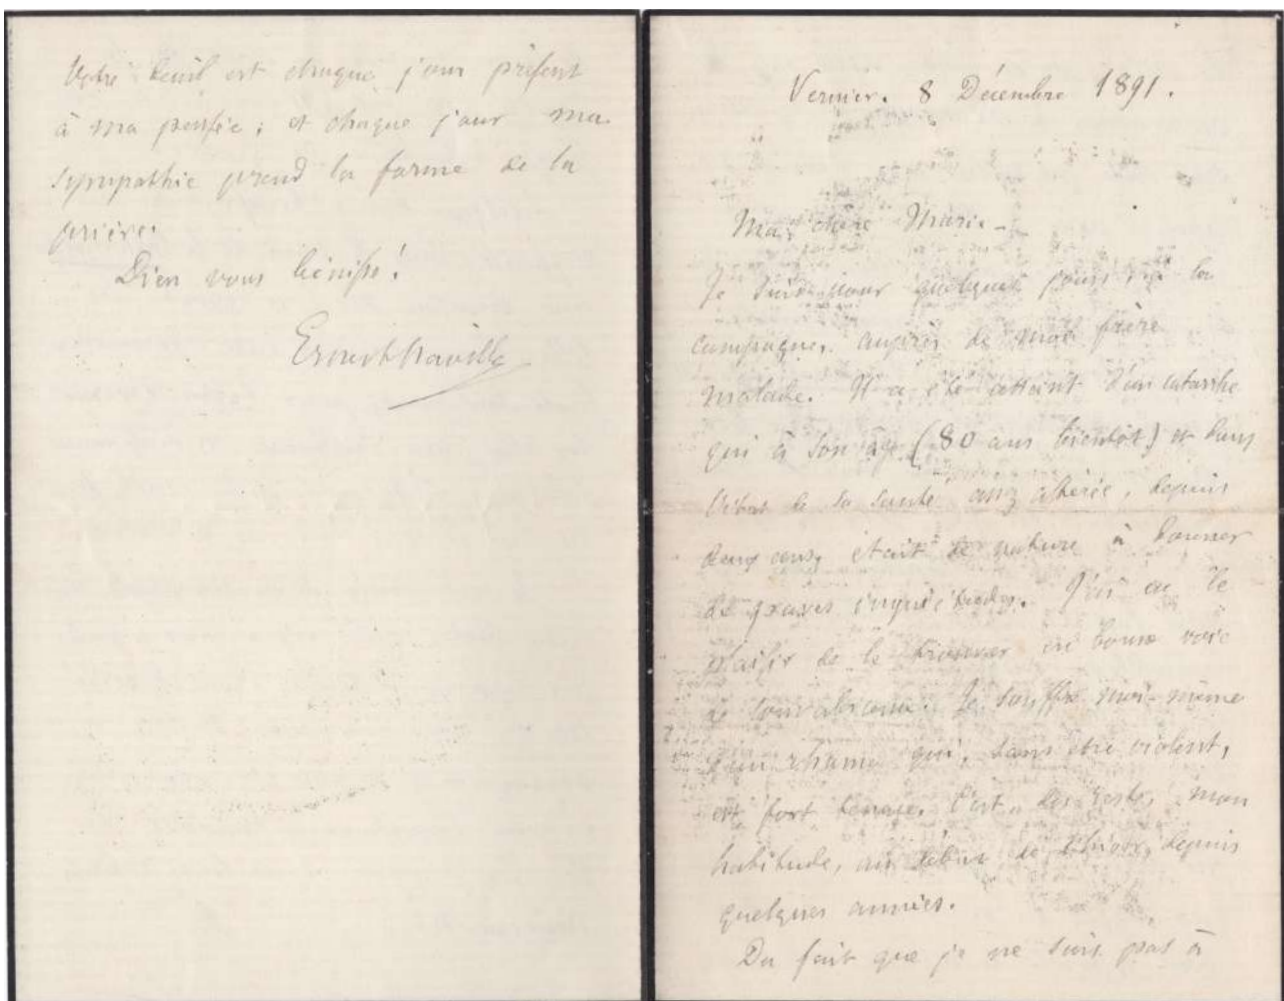 Votre deuil est chaque jour présent
à ma pensée ; et chaque jour ma
sympathie prend la forme de la
prière.
Dieu vous bénisse !
Ernest Naville
Vernier. 8 Décembre 1891.
Ma chère Marie -
Je suis pour quelques jours, à la
campagne, auprès de mon frère
malade. Il a été atteint d'un catarrhe
qui à son âge (80 ans bientôt) et dans
l'état de sa santé assez altérée, depuis
deux ans, était de nature à donner
de graves inquiétudes. J'ai eu le
plaisir de le trouver en bonne voie
de convalescence. Je souffre moi-même
d'un rhume qui, sans être violent,
est fort tenace. C'est, du reste, mon
habitude, au début de l'hiver, depuis
quelques années.
Du fait que je ne suis pas à